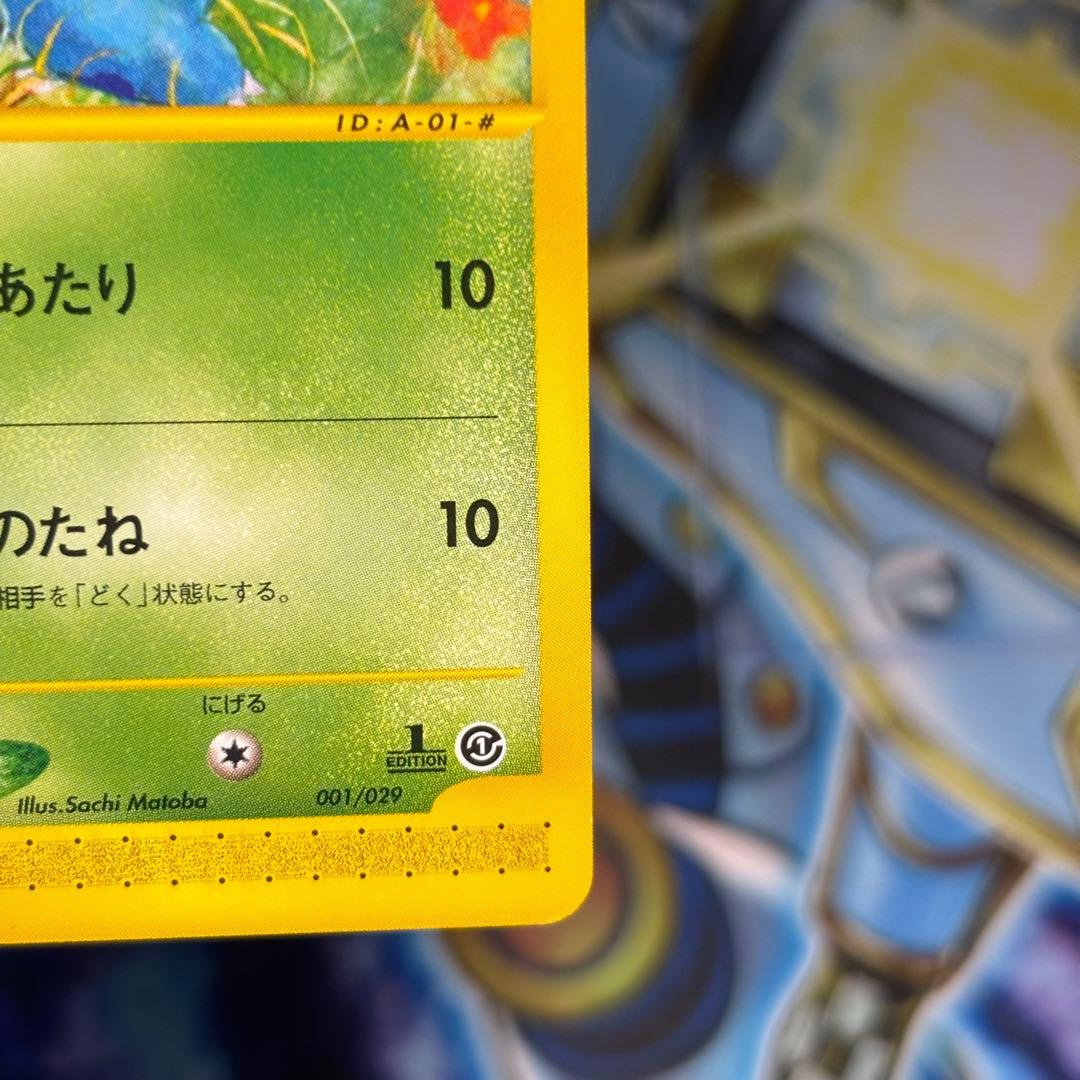 ID:A-01-#
あたり 10
のたね 10
相手を「どく」状態にする。
にげる
1
EDITION
1
Illus.Sachi Matoba 001/029